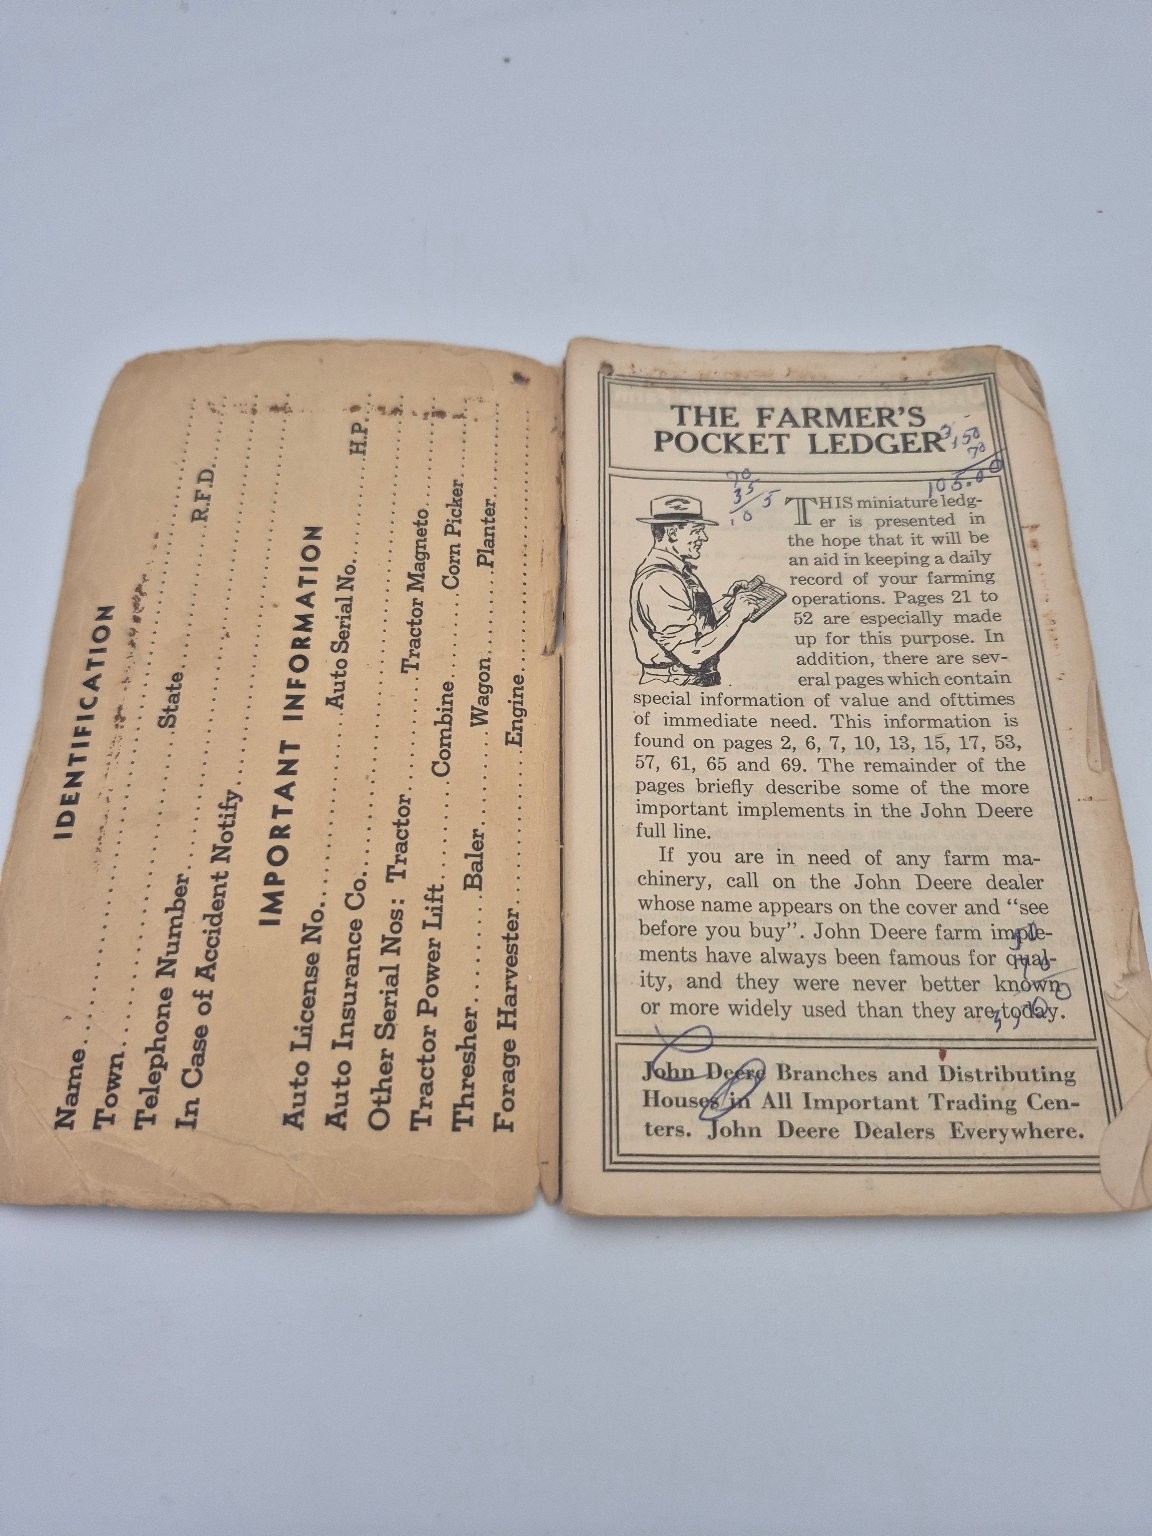 IDENTIFICATION
Name........
Town........State........R.F.D........
Telephone Number........
In Case of Accident Notify........
IMPORTANT INFORMATION
Auto License No........Auto Serial No........H.P........
Auto Insurance Co........
Other Serial Nos: Tractor........Tractor Magneto........
Tractor Power Lift........Combine........Corn Picker........
Thresher........Baler........Wagon........Planter........
Forage Harvester........Engine........
THE FARMER'S
POCKET LEDGER
70
35
THIS miniature ledg-
er is presented in
the hope that it will be
an aid in keeping a daily
record of your farming
operations. Pages 21 to
52 are especially made
up for this purpose. In
addition, there are sev-
eral pages which contain
special information of value and ofttimes
of immediate need. This information is
found on pages 2, 6, 7, 10, 13, 15, 17, 53,
57, 61, 65 and 69. The remainder of the
pages briefly describe some of the more
important implements in the John Deere
full line.
If you are in need of any farm ma-
chinery, call on the John Deere dealer
whose name appears on the cover and "see
before you buy". John Deere farm imple-
ments have always been famous for qual-
ity, and they were never better known
or more widely used than they are today.
John Deere Branches and Distributing
Houses in All Important Trading Cen-
ters. John Deere Dealers Everywhere.